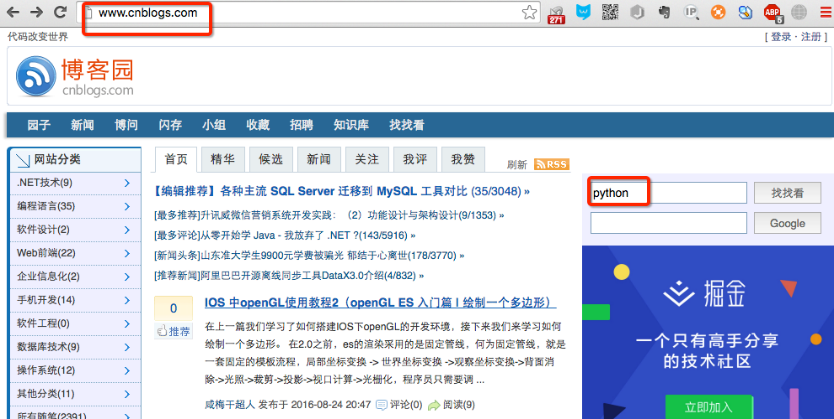 www.cnblogs.com
271
IP
ABP
5
代码改变世界
[ 登录 · 注册 ]
博客园
cnblogs.com
园子 新闻 博问 闪存 小组 收藏 招聘 知识库 找找看
网站分类
.NET技术(9)
编程语言(35)
软件设计(2)
Web前端(22)
企业信息化(2)
手机开发(14)
软件工程(0)
数据库技术(9)
操作系统(12)
其他分类(11)
所有随笔(2391)
首页 精华 候选 新闻 关注 我评 我赞 刷新 RSS
【编辑推荐】各种主流 SQL Server 迁移到 MySQL 工具对比 (35/3048) »
[最多推荐]升讯威微信营销系统开发实践：（2）功能设计与架构设计(9/1353) »
[最多评论]从零开始学 Java - 我放弃了 .NET ?(143/5916) »
[新闻头条]山东准大学生9900元学费被骗光 郁结于心离世(178/3770) »
[推荐新闻]阿里巴巴开源离线同步工具DataX3.0介绍(4/832) »
0
推荐
IOS 中openGL使用教程2（openGL ES 入门篇 | 绘制一个多边形）
在上一篇我们学习了如何搭建IOS下openGL的开发环境，接下来我们来学习如何
绘制一个多边形。 在2.0之前，es的渲染采用的是固定管线，何为固定管线，就是
一套固定的模板流程，局部坐标变换 -> 世界坐标变换 ->观察坐标变换->背面消
除->光照->裁剪->投影->视口计算->光栅化，程序员只需要调 ...
咸梅干超人 发布于 2016-08-24 20:47 评论(0) 阅读(9)
python
找找看
Google
掘金
一个只有高手分享
的技术社区
立即加入